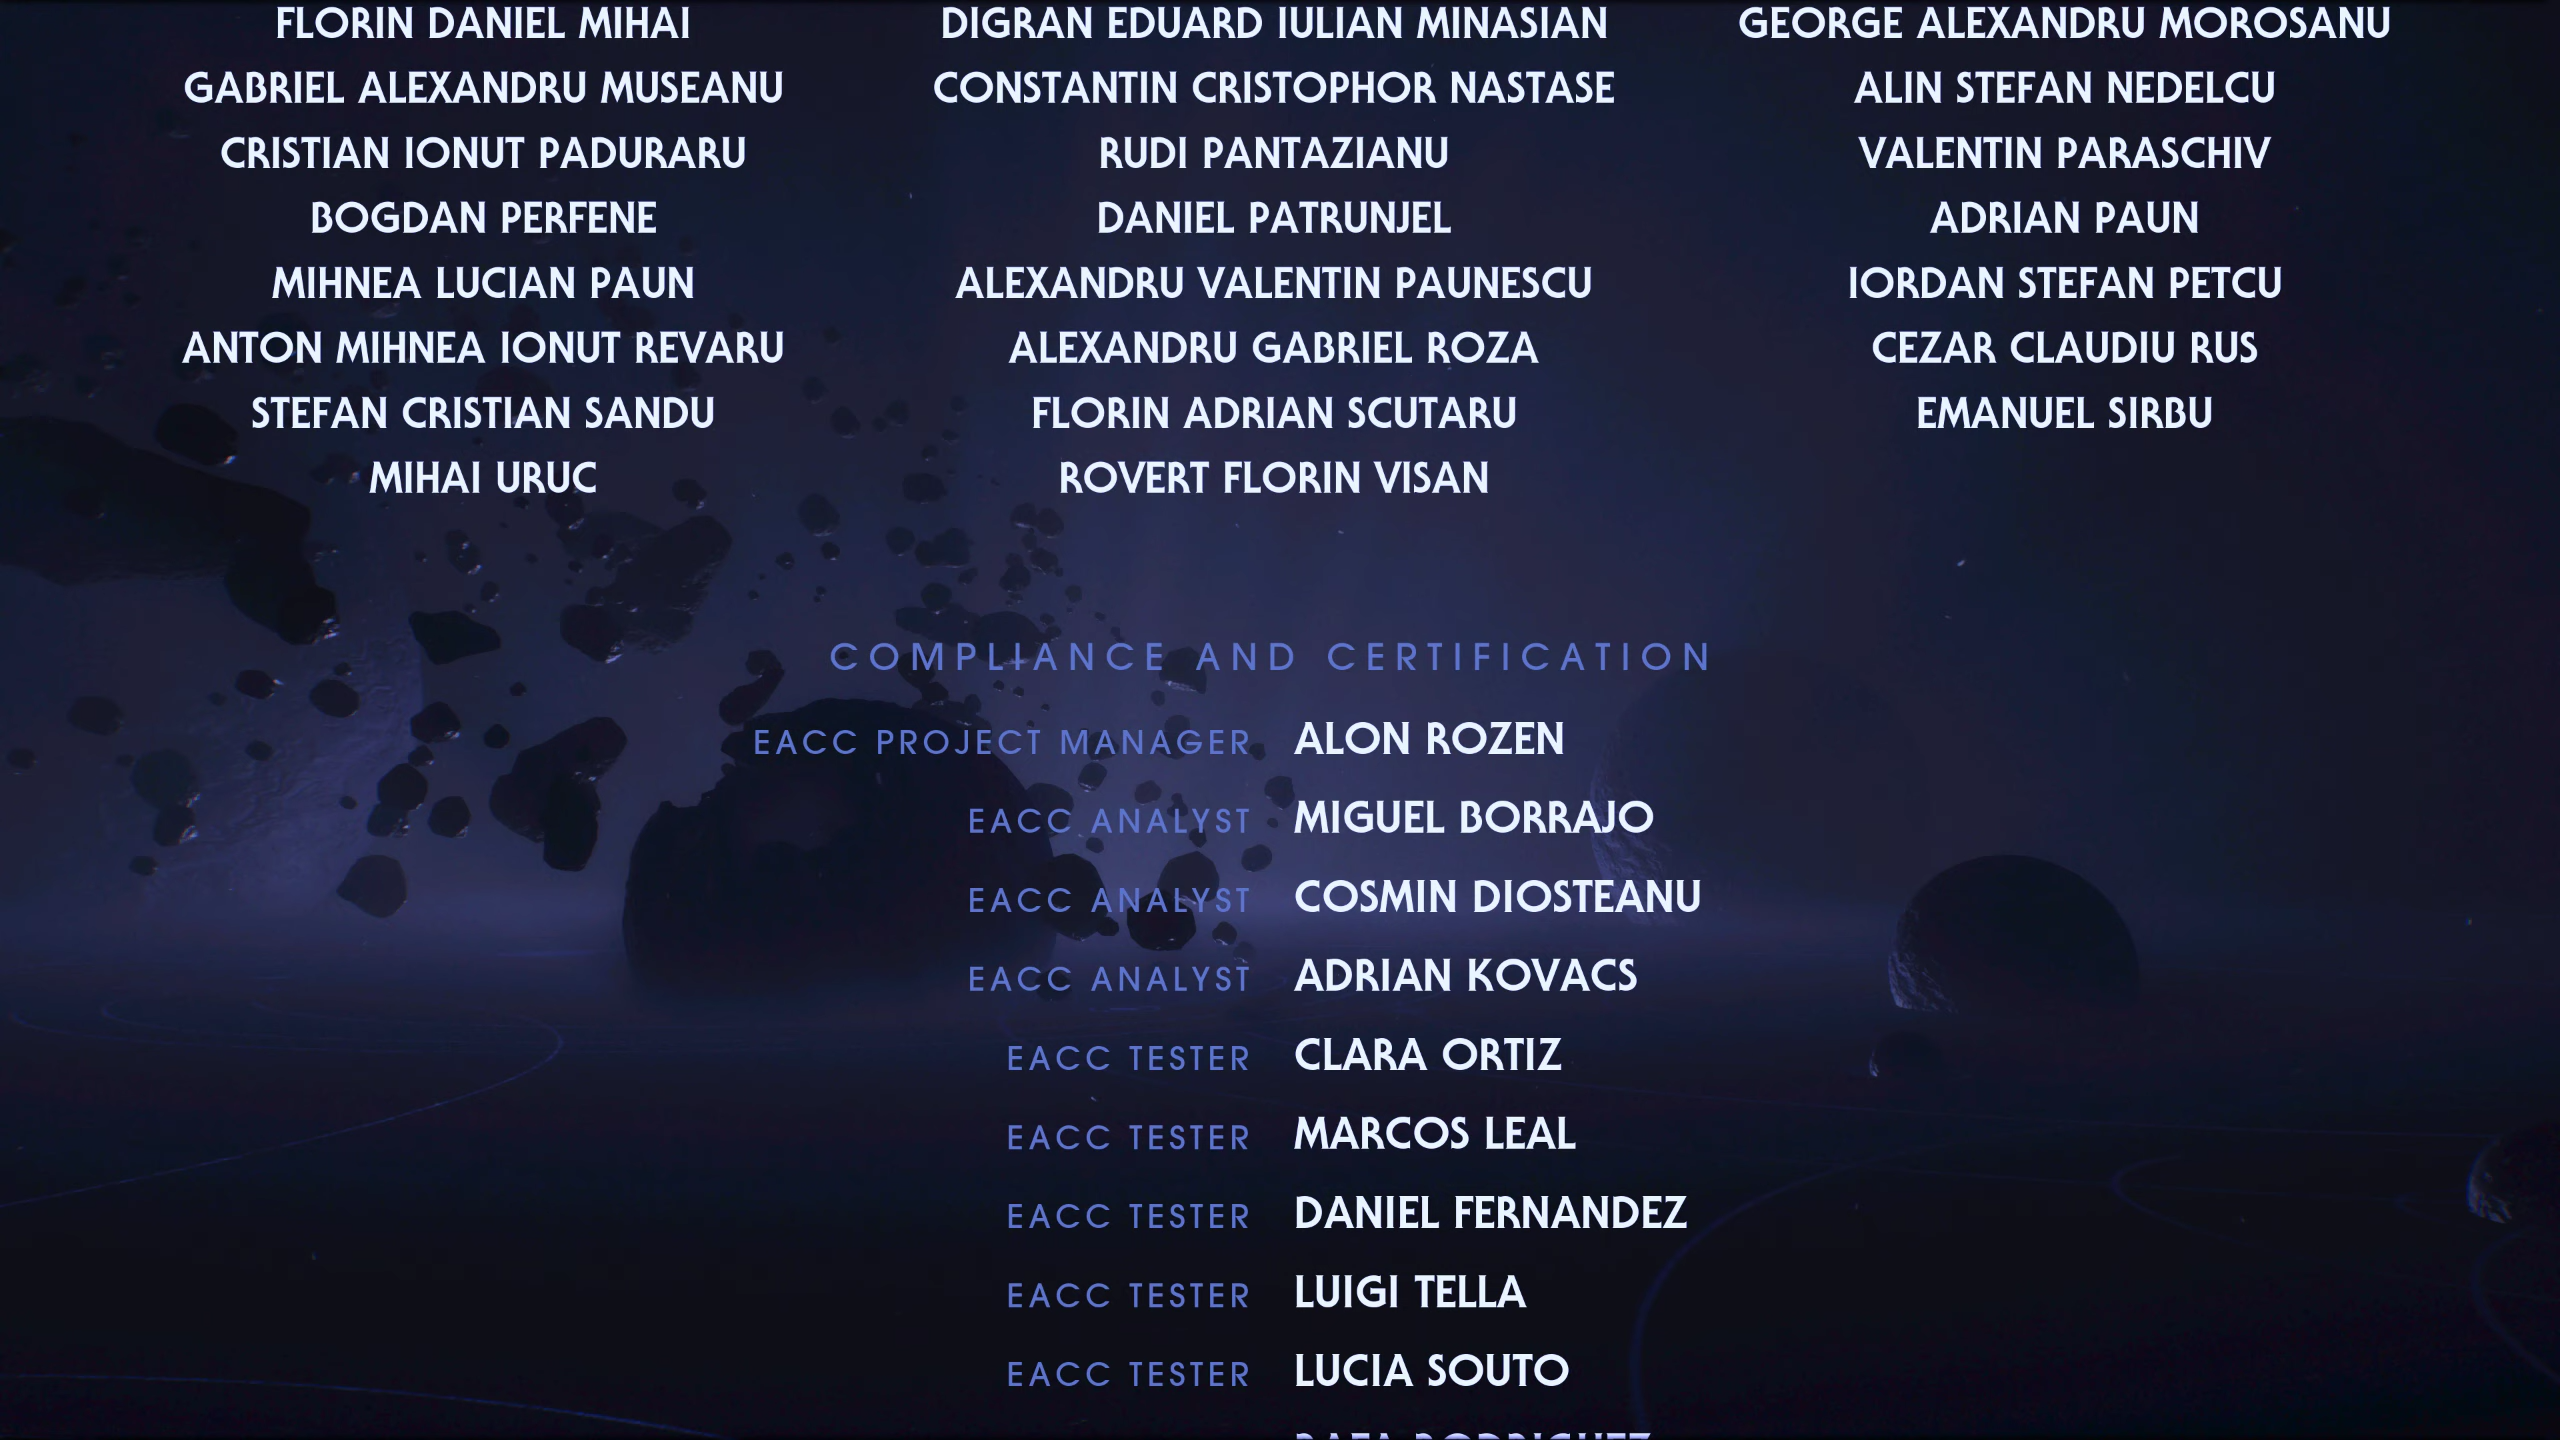 FLORIN DANIEL MIHAI DIGRAN EDUARD IULIAN MINASIAN GEORGE ALEXANDRU MOROSANU
GABRIEL ALEXANDRU MUSEANU CONSTANTIN CRISTOPHOR NASTASE ALIN STEFAN NEDELCU
CRISTIAN IONUT PADURARU RUDI PANTAZIANU VALENTIN PARASCHIV
BOGDAN PERFENE DANIEL PATRUNJEL ADRIAN PAUN
MIHNEA LUCIAN PAUN ALEXANDRU VALENTIN PAUNESCU IORDAN STEFAN PETCU
ANTON MIHNEA IONUT REVARU ALEXANDRU GABRIEL ROZA CEZAR CLAUDIU RUS
STEFAN CRISTIAN SANDU FLORIN ADRIAN SCUTARU EMANUEL SIRBU
MIHAI URUC ROVERT FLORIN VISAN
COMPLIANCE AND CERTIFICATION
EACC PROJECT MANAGER ALON ROZEN
EACC ANALYST MIGUEL BORRAJO
EACC ANALYST COSMIN DIOSTEANU
EACC ANALYST ADRIAN KOVACS
EACC TESTER CLARA ORTIZ
EACC TESTER MARCOS LEAL
EACC TESTER DANIEL FERNANDEZ
EACC TESTER LUIGI TELLA
EACC TESTER LUCIA SOUTO